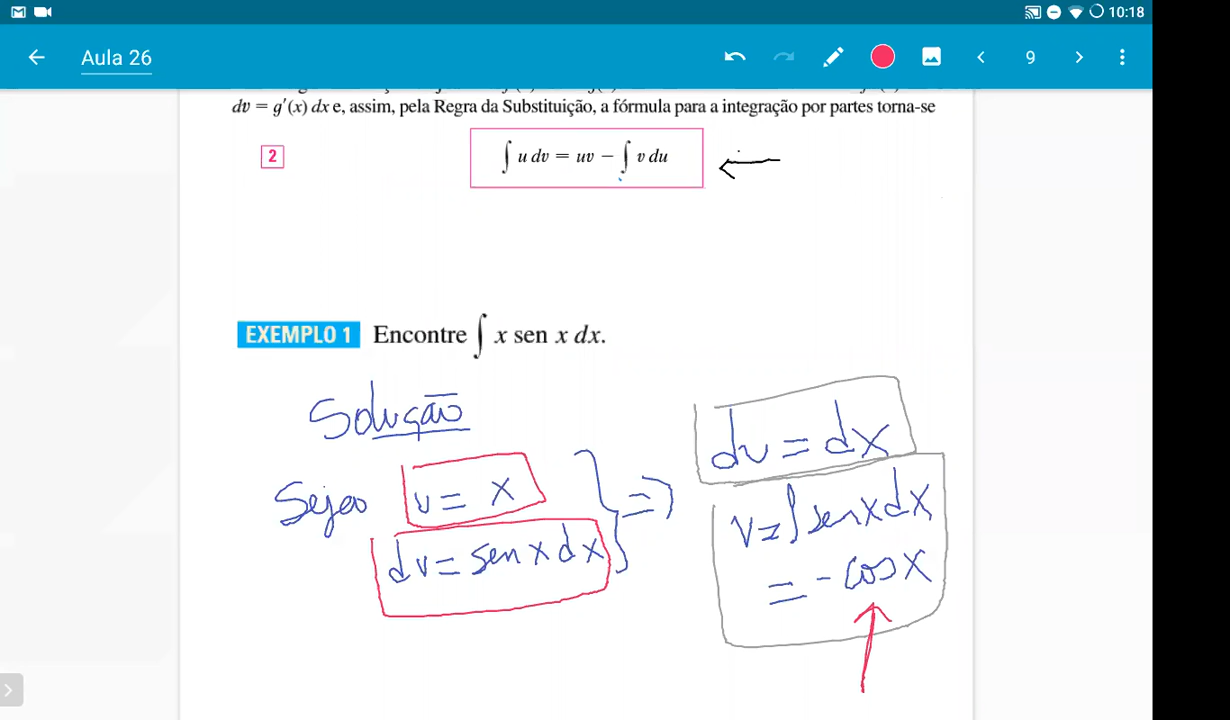 10:18
Aula 26
9
dv = g'(x) dx e, assim, pela Regra da Substituição, a fórmula para a integração por partes torna-se
2
∫ u dv = uv − ∫ v du
EXEMPLO 1 Encontre ∫ x sen x dx.
Solução
Sejam u = x
dv = sen x dx
=>
du = dx
v = ∫ sen x dx
= - cos x